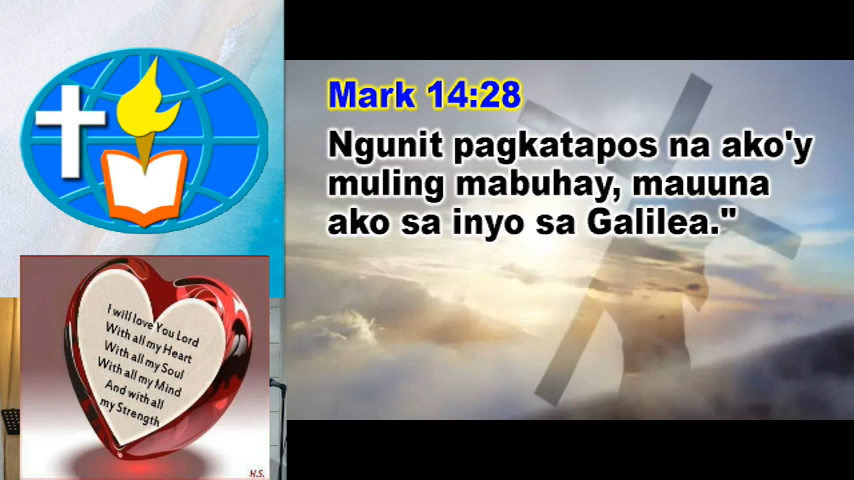 Mark 14:28
Ngunit pagkatapos na ako'y
muling mabuhay, mauuna
ako sa inyo sa Galilea."
I will love You Lord
With all my Heart
With all my Soul
With all my Mind
And with all
my Strength
H.S.